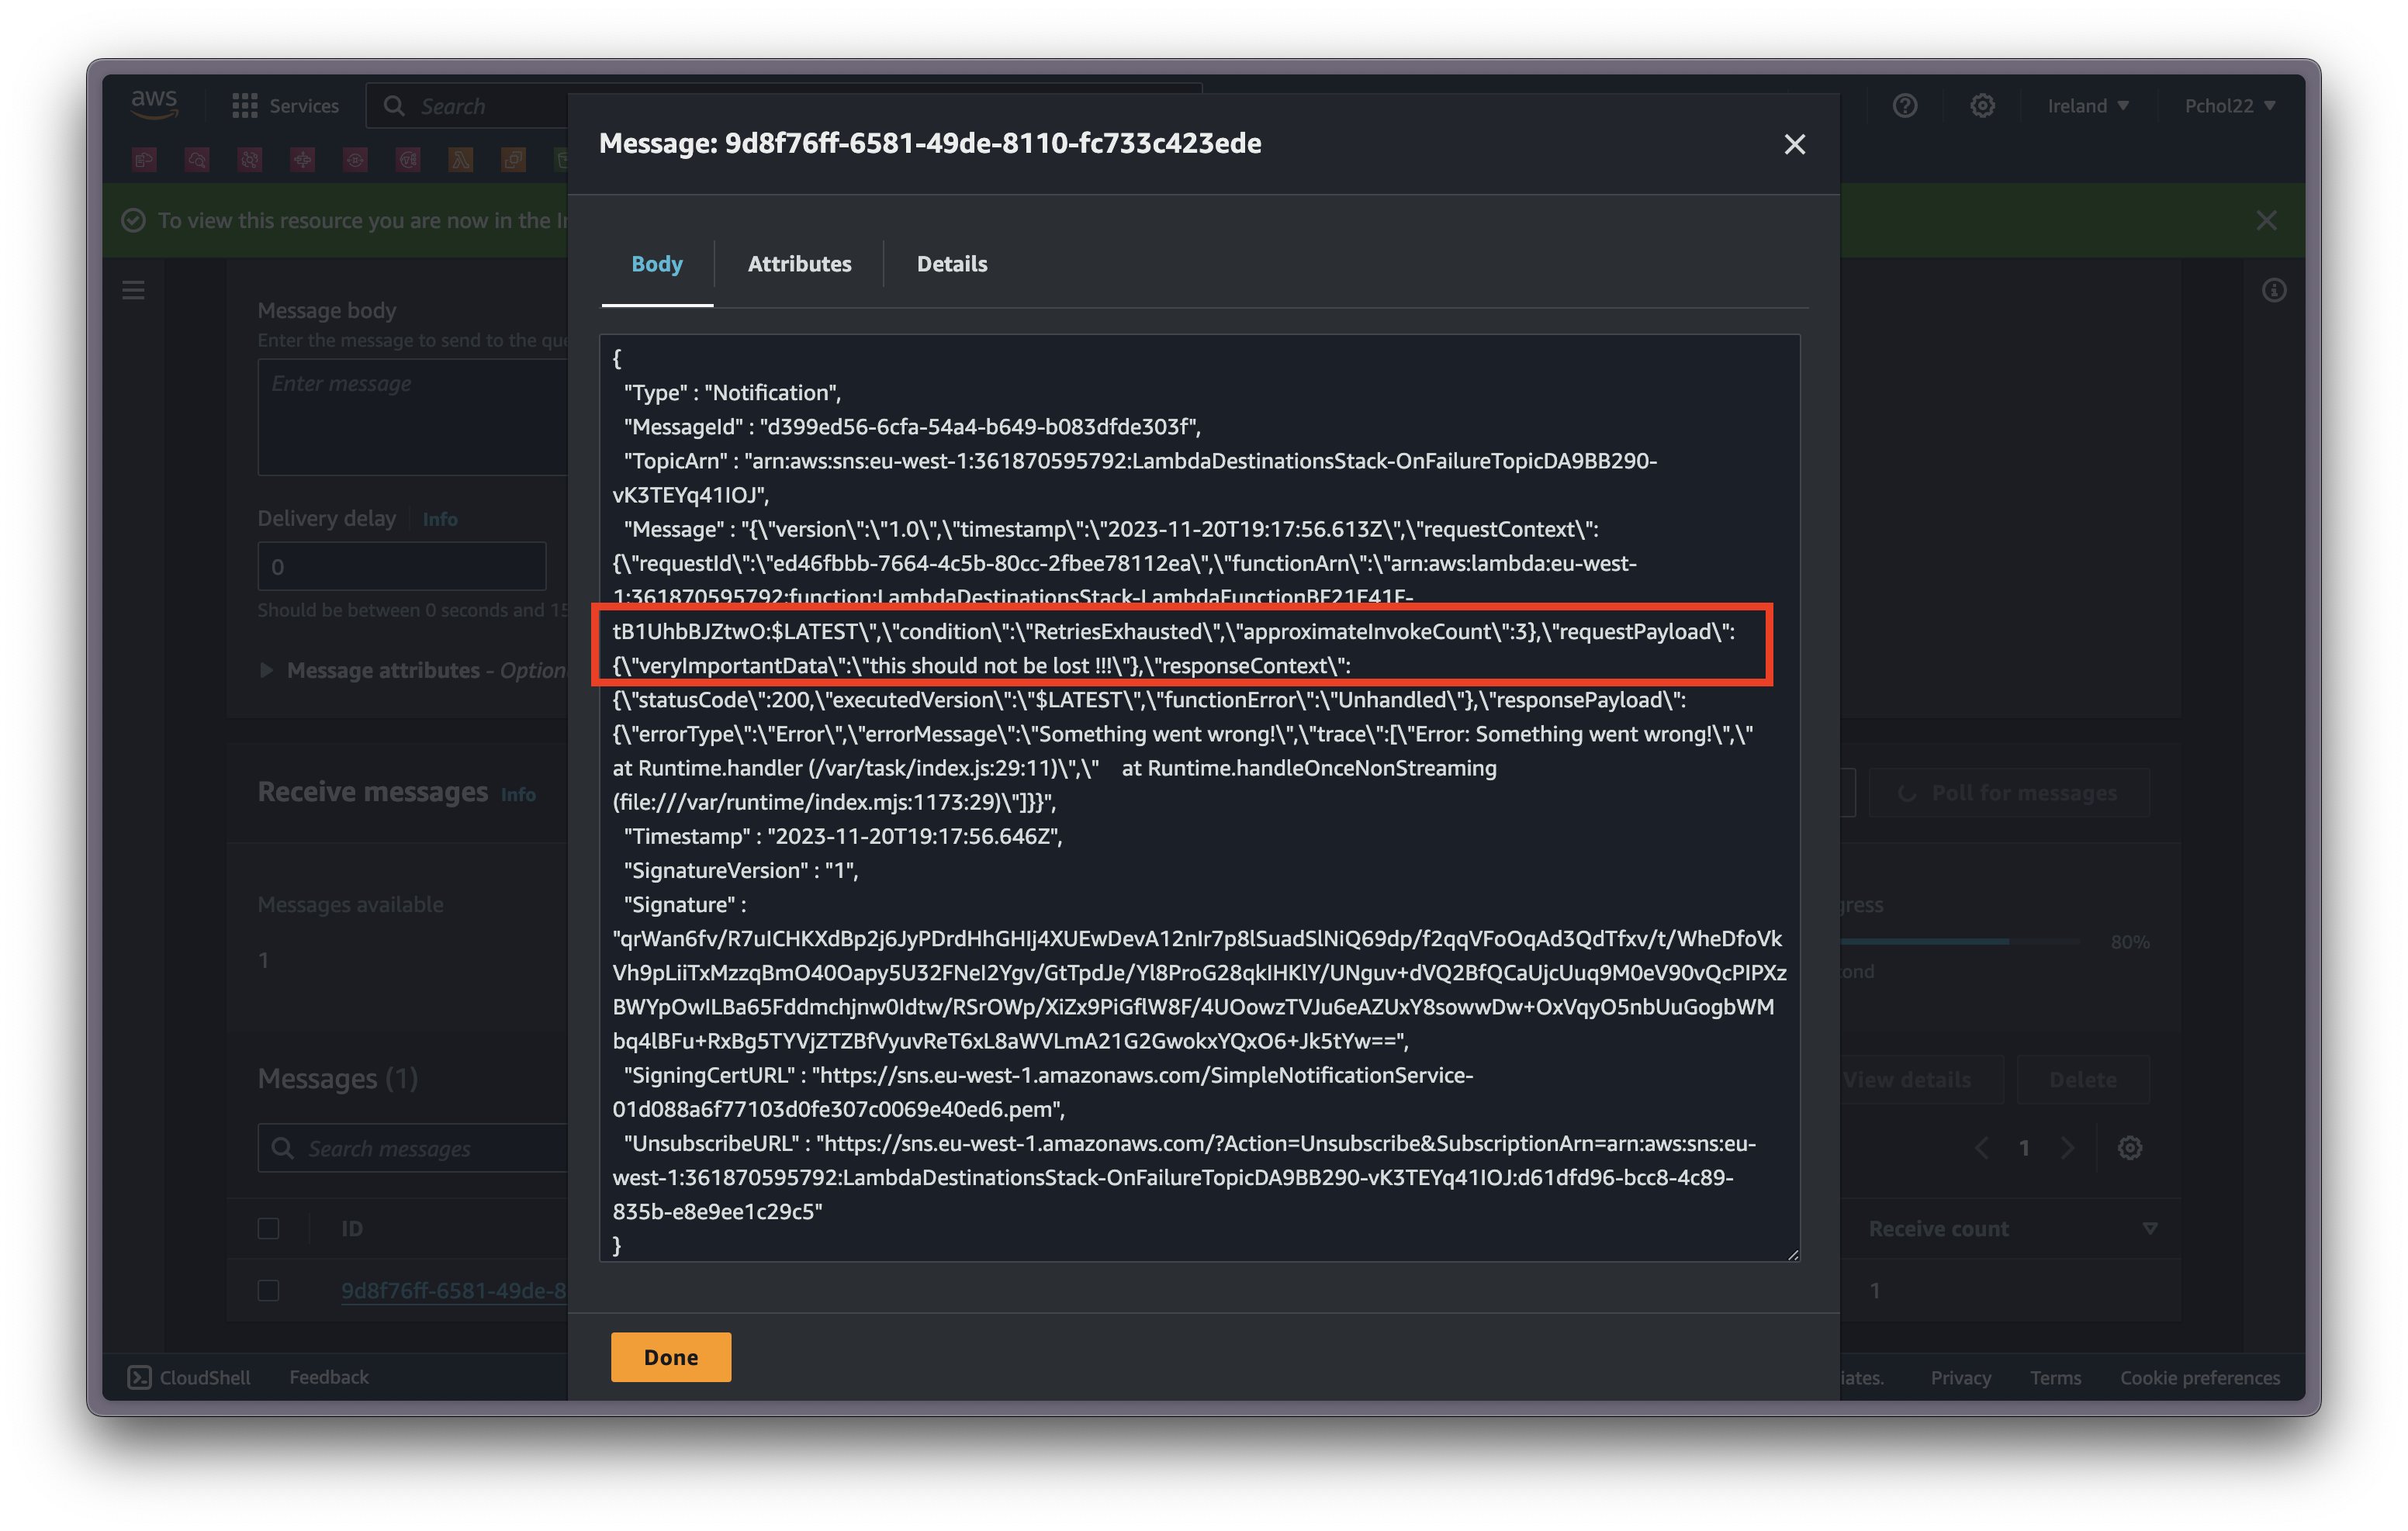 aws
Services
Search
Ireland
Pchol22
To view this resource you are now in the
Message: 9d8f76ff-6581-49de-8110-fc733c423ede
Body
Attributes
Details
Message body
Enter the message to send to the
Enter message
Delivery delay
Info
0
Should be between 0 seconds and 15
Message attributes -
{
"Type" : "Notification",
"MessageId" : "d399ed56-6cfa-54a4-b649-b083dfde303f",
"TopicArn" : "arn:aws:sns:eu-west-1:361870595792:LambdaDestinationsStack-OnFailureTopicDA9BB290-
vK3TEYq41IOJ",
"Message" : "{\"version\":\"1.0\",\"timestamp\":\"2023-11-20T19:17:56.613Z\",\"requestContext\":
{\"requestId\":\"ed46fbbb-7664-4c5b-80cc-2fbee78112ea\",\"functionArn\":\"arn:aws:lambda:eu-west-
1:361870595792:function:LambdaDestinationsStack-LambdaFunctionBF21E41F-
tB1UhbBJZtwO:$LATEST\",\"condition\":\"RetriesExhausted\",\"approximateInvokeCount\":3},\"requestPayload\":
{\"veryImportantData\":\"this should not be lost !!!\"},\"responseContext\":
{\"statusCode\":200,\"executedVersion\":\"$LATEST\",\"functionError\":\"Unhandled\"},\"responsePayload\":
{\"errorType\":\"Error\",\"errorMessage\":\"Something went wrong!\",\"trace\":[\"Error: Something went wrong!\",\"
at Runtime.handler (/var/task/index.js:29:11)\",\"    at Runtime.handleOnceNonStreaming
(file:///var/runtime/index.mjs:1173:29)\"]}}",
"Timestamp" : "2023-11-20T19:17:56.646Z",
"SignatureVersion" : "1",
"Signature" :
"qrWan6fv/R7uICHKXdBp2j6JyPDrdHhGHIj4XUEwDevA12nIr7p8lSuadSlNiQ69dp/f2qqVFoOqAd3QdTfxv/t/WheDfoVk
Vh9pLiiTxMzzqBmO40Oapy5U32FNeI2Ygv/GtTpdJe/Yl8ProG28qkIHKlY/UNguv+dVQ2BfQCaUjcUuq9M0eV90vQcPIPXz
BWYpOwILBa65Fddmchjnw0Idtw/RSrOWp/XiZx9PiGflW8F/4UOowzTVJu6eAZUxY8sowwDw+OxVqyO5nbUuGogbWM
bq4lBFu+RxBg5TYVjZTZBfVyuvReT6xL8aWVLmA21G2GwokxYQxO6+Jk5tYw==",
"SigningCertURL" : "https://sns.eu-west-1.amazonaws.com/SimpleNotificationService-
01d088a6f77103d0fe307c0069e40ed6.pem",
"UnsubscribeURL" : "https://sns.eu-west-1.amazonaws.com/?Action=Unsubscribe&SubscriptionArn=arn:aws:sns:eu-
west-1:361870595792:LambdaDestinationsStack-OnFailureTopicDA9BB290-vK3TEYq41IOJ:d61dfd96-bcc8-4c89-
835b-e8e9ee1c29c5"
}
Receive messages
Info
Poll for messages
Messages available
1
80%
Messages (1)
View details
Delete
Search messages
1
ID
Receive count
9d8f76ff-6581-49de-8
1
Done
CloudShell
Feedback
Privacy
Terms
Cookie preferences